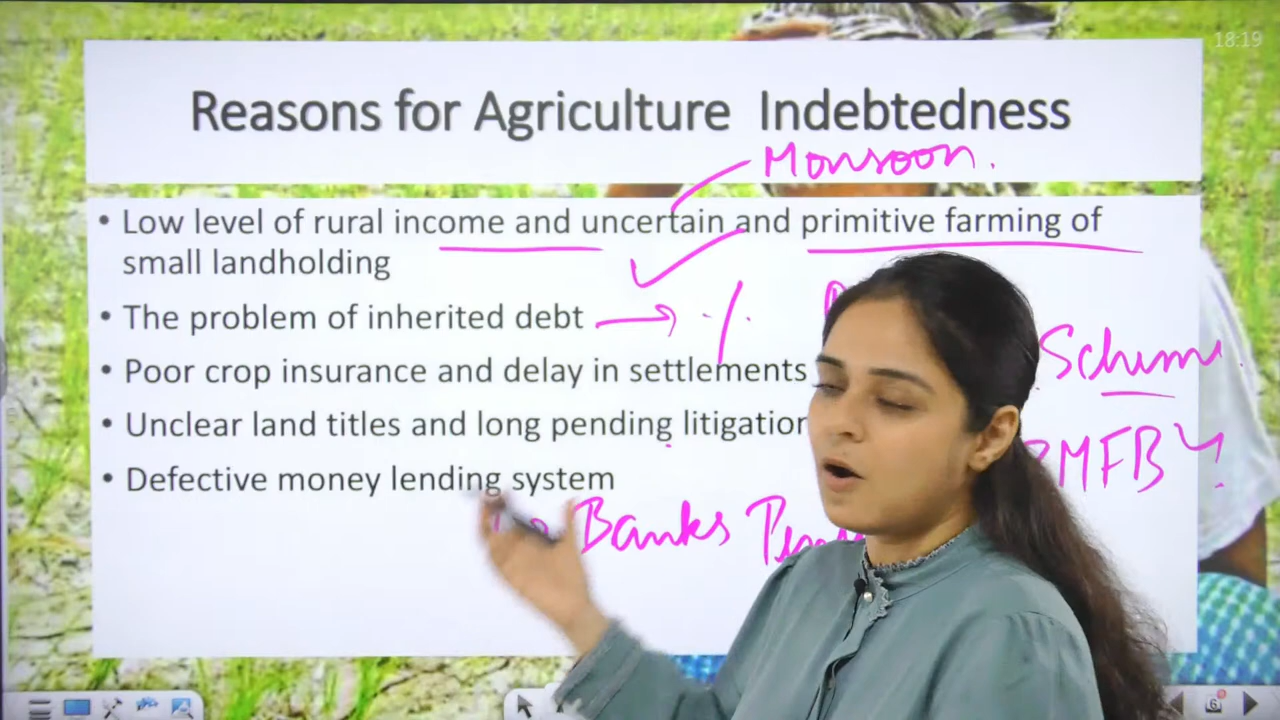 18:19
Reasons for Agriculture Indebtedness
Monsoon.
• Low level of rural income and uncertain and primitive farming of
small landholding
• The problem of inherited debt → ·/·
Scheme
• Poor crop insurance and delay in settlements
• Unclear land titles and long pending litigation
PMFBY
• Defective money lending system
Banks
6